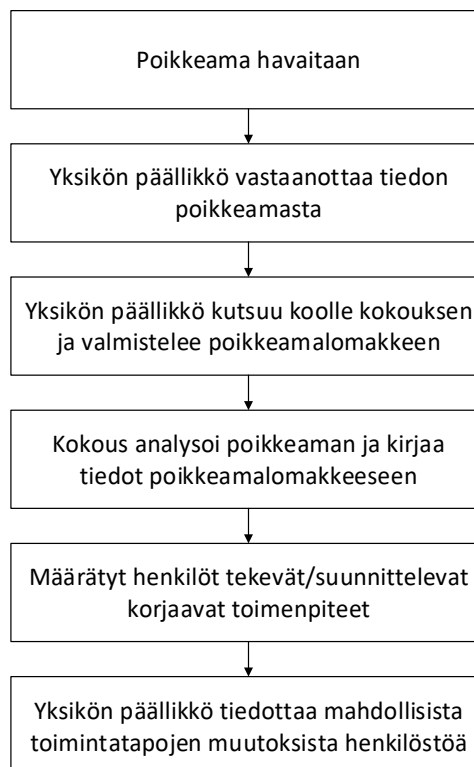 Poikkeama havaitaan
Yksikön päällikkö vastaanottaa tiedon
poikkeamasta
Yksikön päällikkö kutsuu koolle kokouksen
ja valmistelee poikkeamalomakkeen
Kokous analysoi poikkeaman ja kirjaa
tiedot poikkeamalomakkeeseen
Määrätyt henkilöt tekevät/suunnittelevat
korjaavat toimenpiteet
Yksikön päällikkö tiedottaa mahdollisista
toimintatapojen muutoksista henkilöstöä